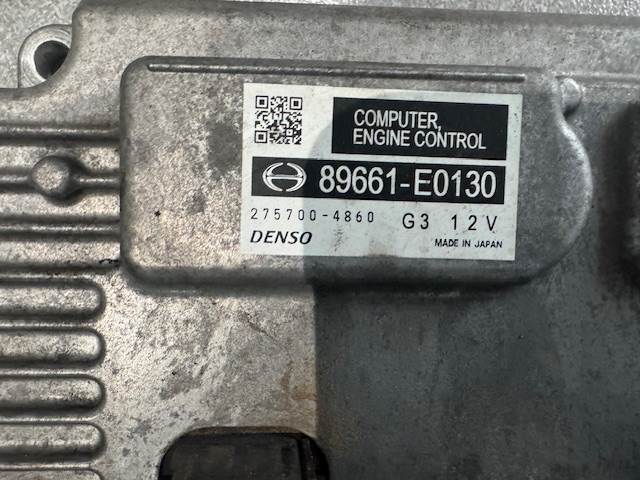 COMPUTER,
ENGINE CONTROL
89661-E0130
275700-4860 G3 12V
DENSO MADE IN JAPAN